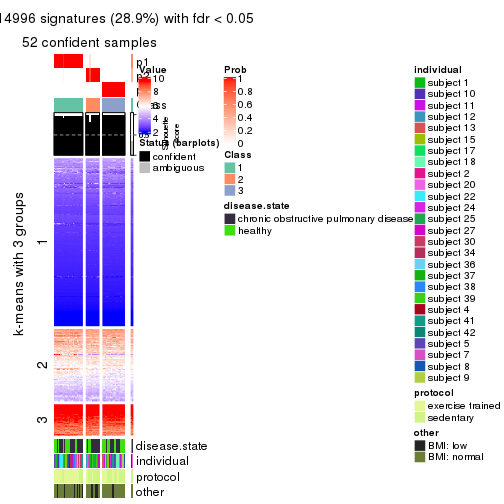 14996 signatures (28.9%) with fdr < 0.05
52 confident samples
p1
p2
p3
Class
Silhouette
score
k-means with 3 groups
1
2
3
disease.state
individual
protocol
other
Value
10
8
6
4
2
Status (barplots)
confident
ambiguous
Prob
1
0.8
0.6
0.4
0.2
0
Class
1
2
3
disease.state
chronic obstructive pulmonary disease
healthy
individual
subject 1
subject 10
subject 11
subject 12
subject 13
subject 15
subject 17
subject 18
subject 2
subject 20
subject 22
subject 24
subject 25
subject 27
subject 30
subject 34
subject 36
subject 37
subject 38
subject 39
subject 4
subject 41
subject 42
subject 5
subject 7
subject 8
subject 9
protocol
exercise trained
sedentary
other
BMI: low
BMI: normal